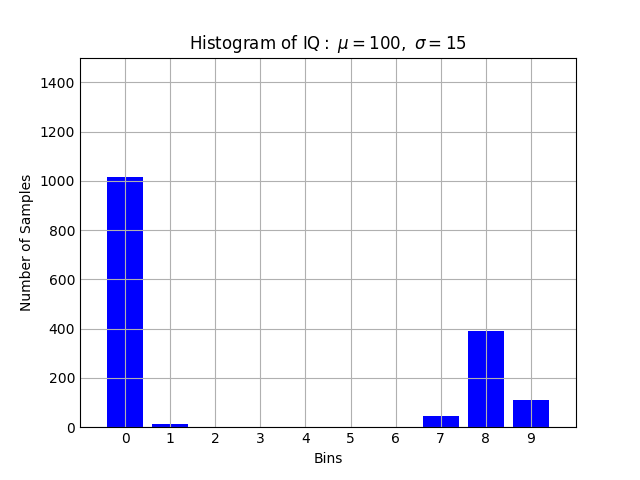 Histogram of IQ : μ = 100, σ = 15
Number of Samples
1400
1200
1000
800
600
400
200
0
0 1 2 3 4 5 6 7 8 9
Bins